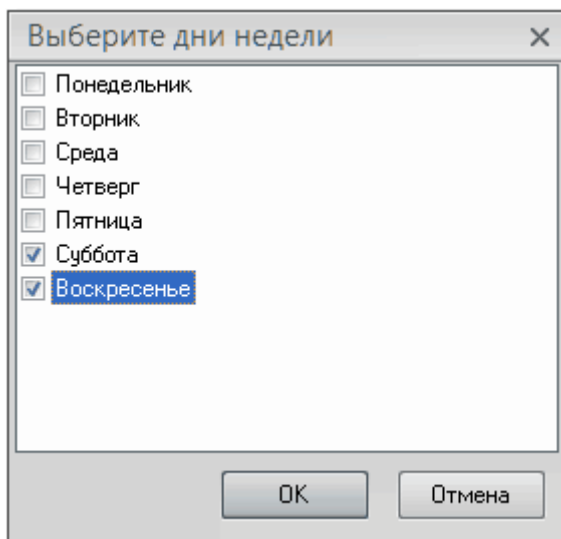 Выберите дни недели
Понедельник
Вторник
Среда
Четверг
Пятница
Суббота
Воскресенье
OK
Отмена